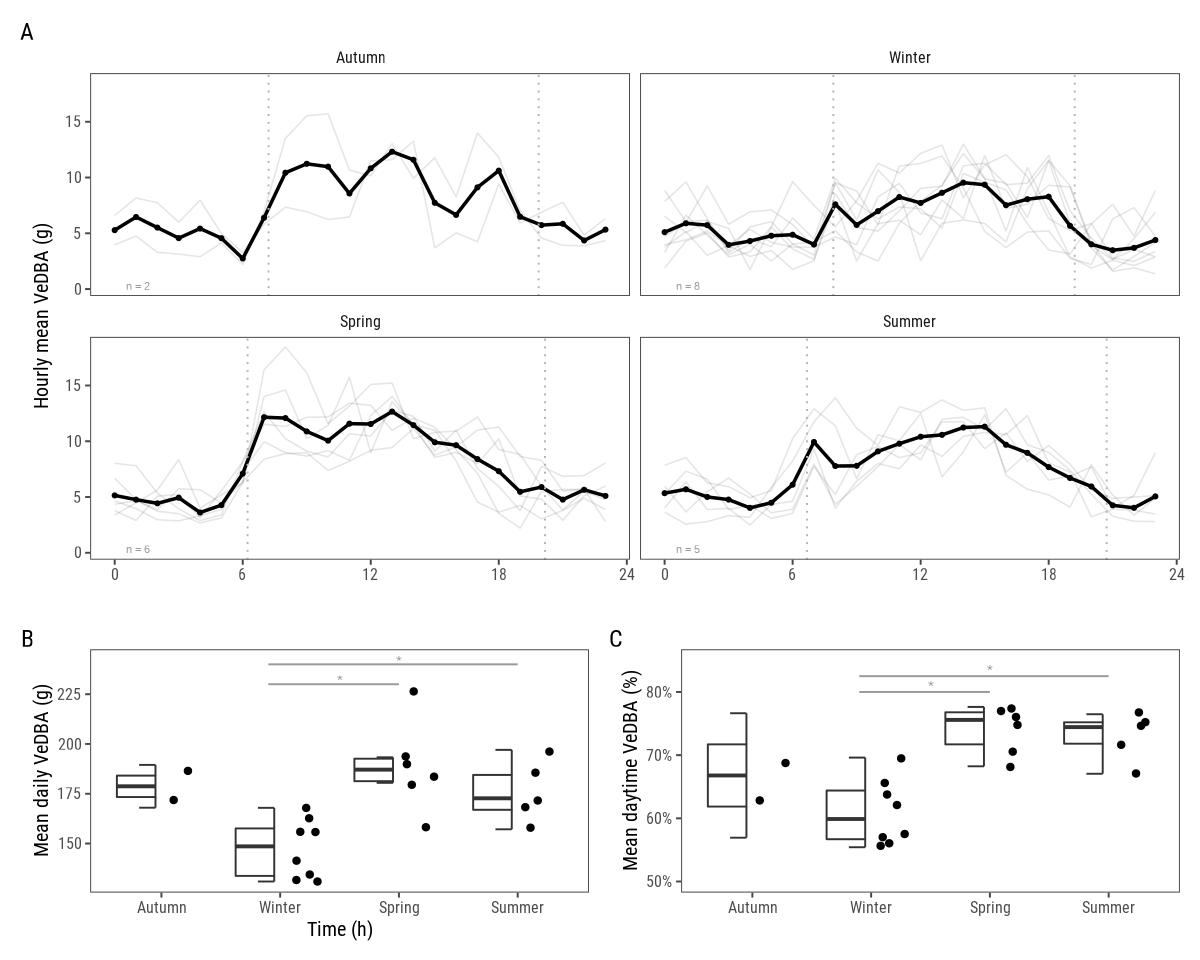 A
Autumn
Winter
Hourly mean VeDBA (g)
15
10
5
0
n = 2
n = 8
Spring
Summer
15
10
5
0
n = 6
n = 5
0 6 12 18 24
0 6 12 18 24
B
Mean daily VeDBA (g)
225
200
175
150
*
*
Autumn Winter Spring Summer
Time (h)
C
Mean daytime VeDBA (%)
80%
70%
60%
50%
*
*
Autumn Winter Spring Summer